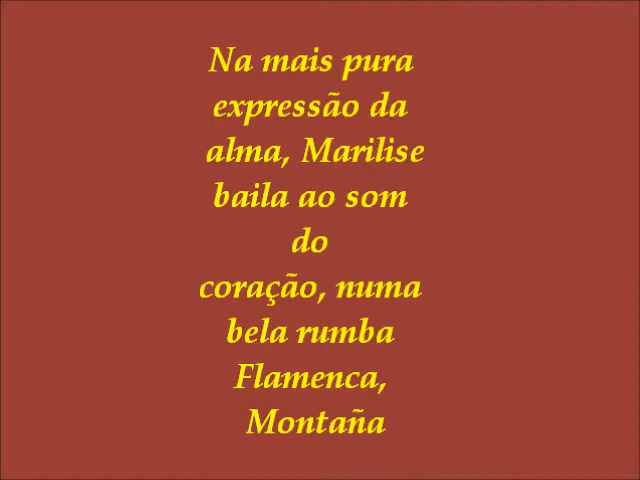 Na mais pura
expressão da
alma, Marilise
baila ao som
do
coração, numa
bela rumba
Flamenca,
Montaña